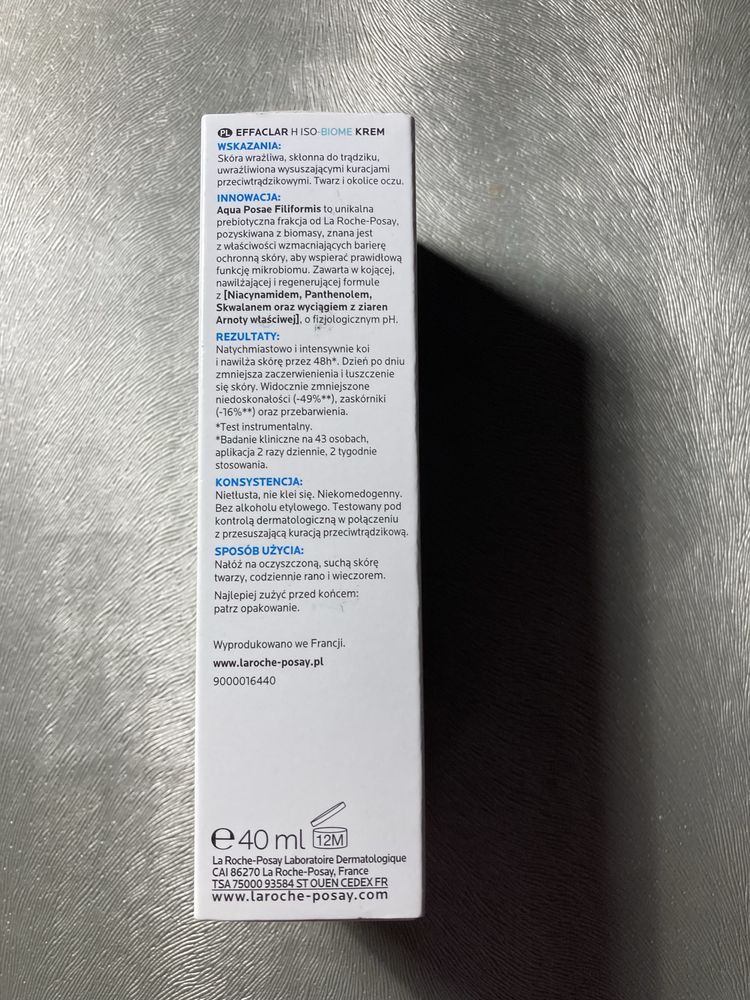 PL EFFACLAR H ISO-BIOME KREM
WSKAZANIA:
Skóra wrażliwa, skłonna do trądziku,
uwrażliwiona wysuszającymi kuracjami
przeciwtrądzikowymi. Twarz i okolice oczu.
INNOWACJA:
Aqua Posae Filiformis to unikalna
prebiotyczna frakcja od La Roche-Posay,
pozyskiwana z biomasy, znana jest
z właściwości wzmacniających barierę
ochronną skóry, aby wspierać prawidłową
funkcję mikrobiomu. Zawarta w kojącej,
nawilżającej i regenerującej formule
z [Niacynamidem, Panthenolem,
Skwalanem oraz wyciągiem z ziaren
Arnoty właściwej], o fizjologicznym pH.
REZULTATY:
Natychmiastowo i intensywnie koi
i nawilża skórę przez 48h*. Dzień po dniu
zmniejsza zaczerwienienia i łuszczenie
się skóry. Widocznie zmniejszone
niedoskonałości (-49%**), zaskórniki
(-16%**) oraz przebarwienia.
*Test instrumentalny.
*Badanie kliniczne na 43 osobach,
aplikacja 2 razy dziennie, 2 tygodnie
stosowania.
KONSYSTENCJA:
Nietłusta, nie klei się. Niekomedogenny.
Bez alkoholu etylowego. Testowany pod
kontrolą dermatologiczną w połączeniu
z przesuszającą kuracją przeciwtrądzikową.
SPOSÓB UŻYCIA:
Nałóż na oczyszczoną, suchą skórę
twarzy, codziennie rano i wieczorem.
Najlepiej zużyć przed końcem:
patrz opakowanie.
Wyprodukowano we Francji.
www.laroche-posay.pl
9000016440
℮ 40 ml 12M
La Roche-Posay Laboratoire Dermatologique
CAI 86270 La Roche-Posay, France
TSA 75000 93584 ST OUEN CEDEX FR
www.laroche-posay.com